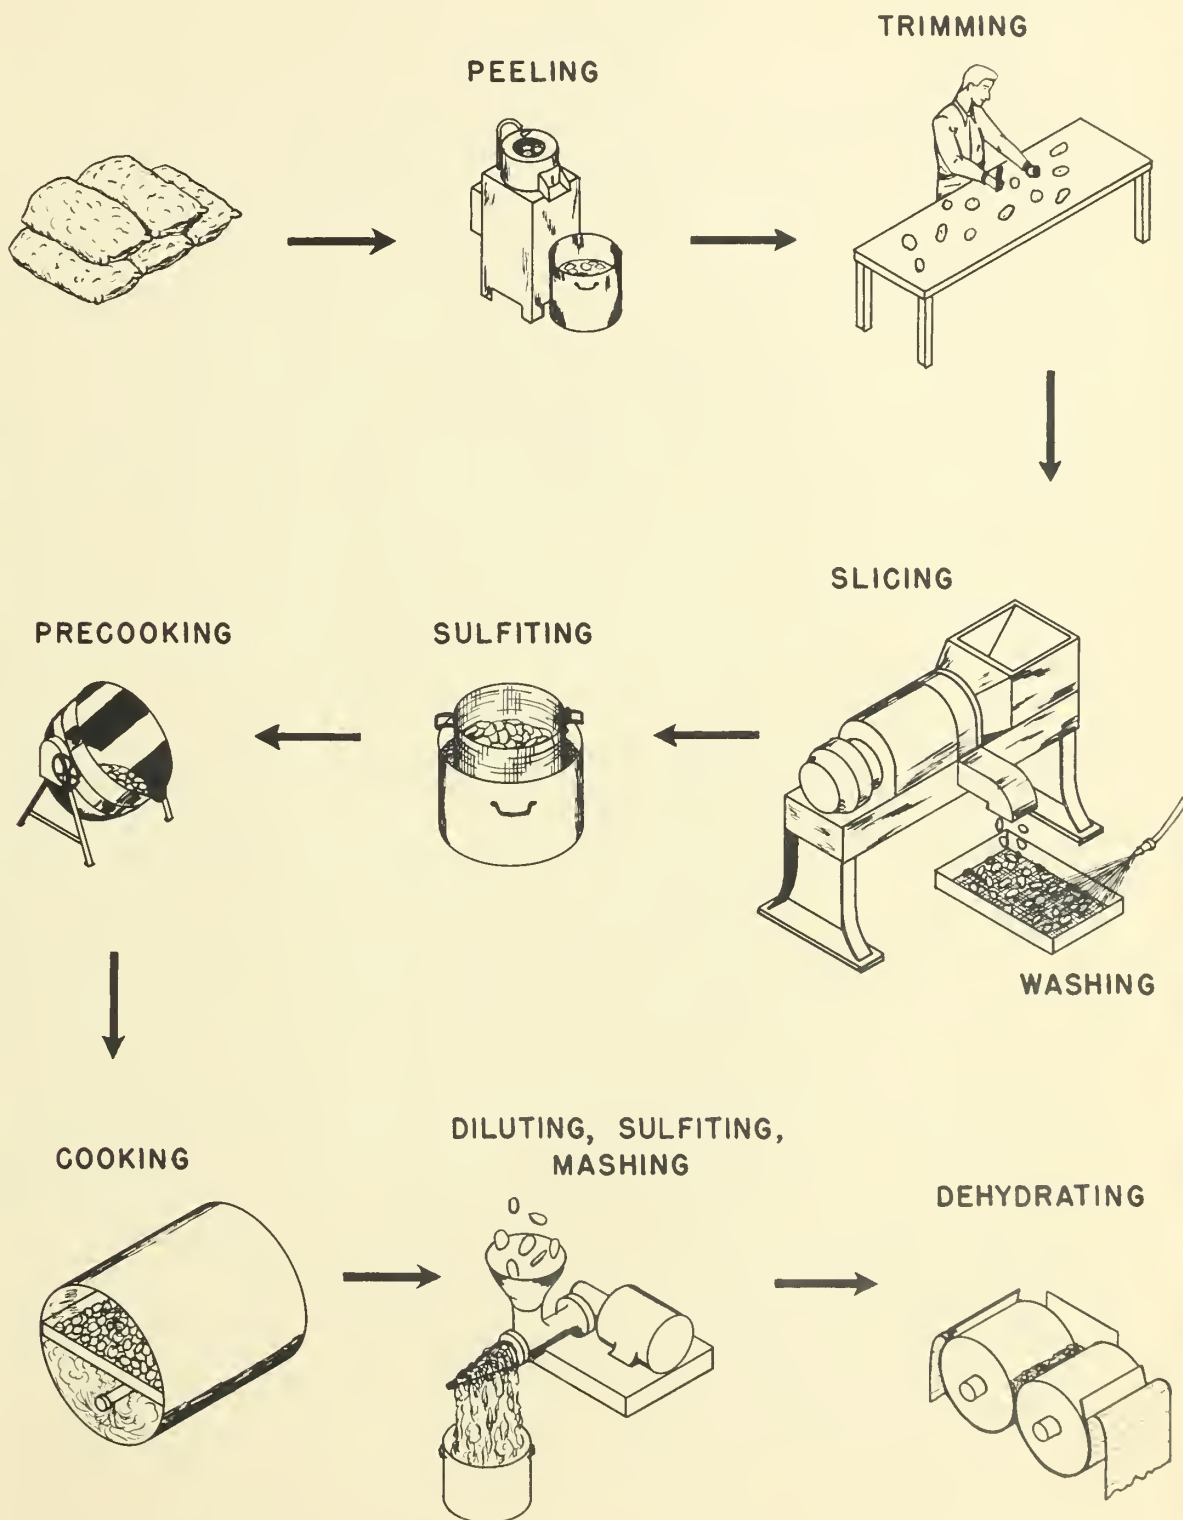 PEELING
TRIMMING
SLICING
WASHING
SULFITING
PRECOOKING
COOKING
DILUTING, SULFITING,
MASHING
DEHYDRATING